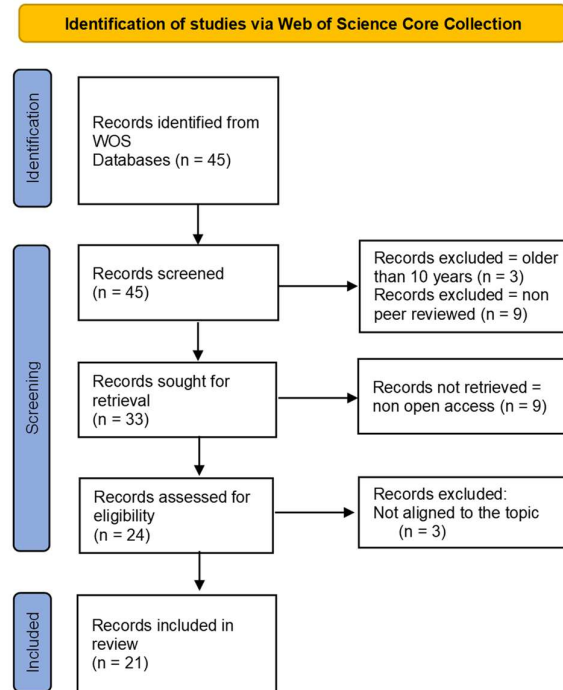 Identification of studies via Web of Science Core Collection
Identification
Records identified from
WOS
Databases (n = 45)
Screening
Records screened
(n = 45)
Records excluded = older
than 10 years (n = 3)
Records excluded = non
peer reviewed (n = 9)
Records sought for
retrieval
(n = 33)
Records not retrieved =
non open access (n = 9)
Records assessed for
eligibility
(n = 24)
Records excluded:
Not aligned to the topic
(n = 3)
Included
Records included in
review
(n = 21)